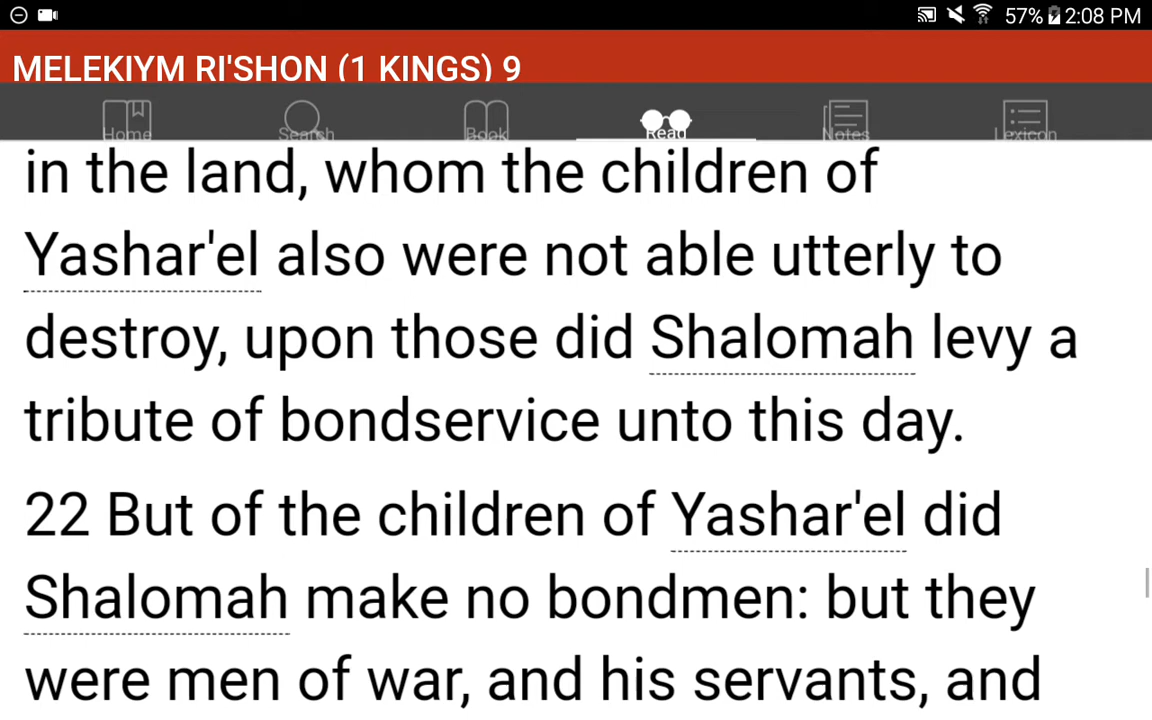 57% 2:08 PM
MELEKIYM RI'SHON (1 KINGS) 9
Home Search Book Read Notes Lexicon
in the land, whom the children of
Yashar'el also were not able utterly to
destroy, upon those did Shalomah levy a
tribute of bondservice unto this day.
22 But of the children of Yashar'el did
Shalomah make no bondmen: but they
were men of war, and his servants, and